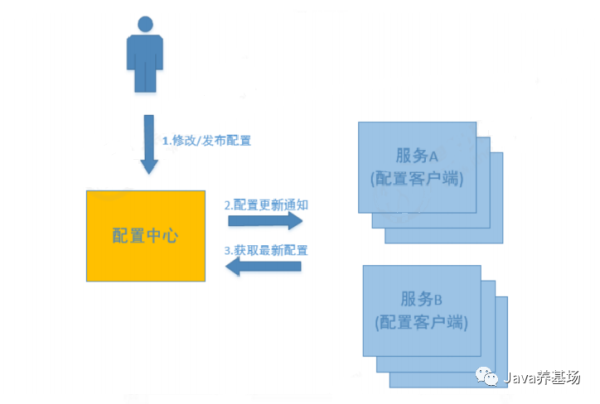 1.修改/发布配置
服务A
(配置客户端)
2.配置更新通知
配置中心
3.获取最新配置
服务B
(配置客户端)
Java养基场